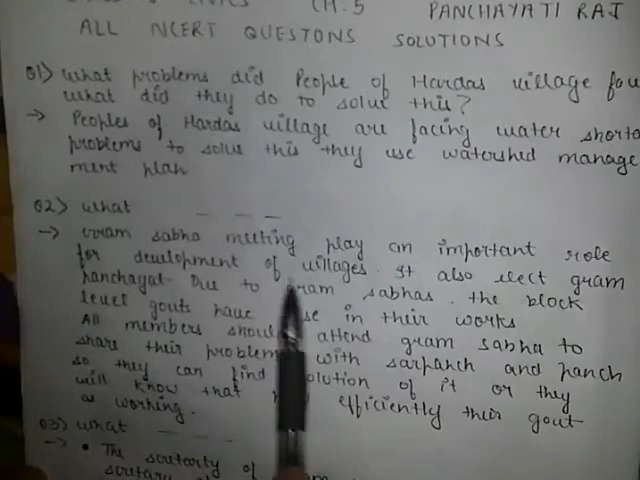 CH.5 PANCHAYATI RAJ
ALL NCERT QUESTONS SOLUTIONS
Q1) What problems did People of Hardas village
what did they do to solve this?
→ Peoples of Hardas village are facing water
problems to solve this they use watershed manage
ment plan
Q2) what _ _ _
→ Gram sabha meeting play an important role
for development of villages. It also elect gram
panchayat. Due to gram sabhas. the block
level govts have in their works
All members attend gram sabha to
share their with sarpanch and panch
so they can find solution of it or they
will know that efficiently their govt
is working.
Q3) what _ _ _
→ • The of